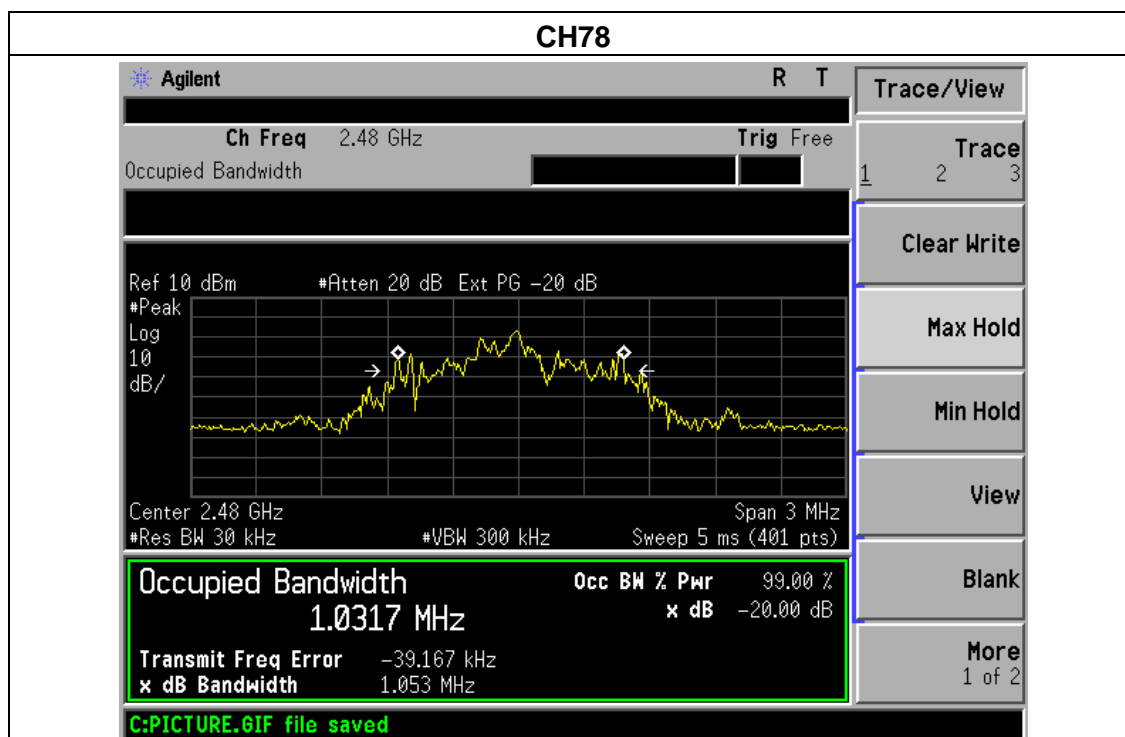 CH78
Agilent R T
Trace/View
Ch Freq 2.48 GHz Trig Free
Occupied Bandwidth
Trace
1 2 3
Clear Write
Max Hold
Min Hold
View
Blank
More
1 of 2
Ref 10 dBm #Atten 20 dB Ext PG -20 dB
#Peak
Log
10
dB/
Center 2.48 GHz Span 3 MHz
#Res BW 30 kHz #VBW 300 kHz Sweep 5 ms (401 pts)
Occupied Bandwidth Occ BW % Pwr 99.00 %
1.0317 MHz x dB -20.00 dB
Transmit Freq Error -39.167 kHz
x dB Bandwidth 1.053 MHz
C:PICTURE.GIF file saved